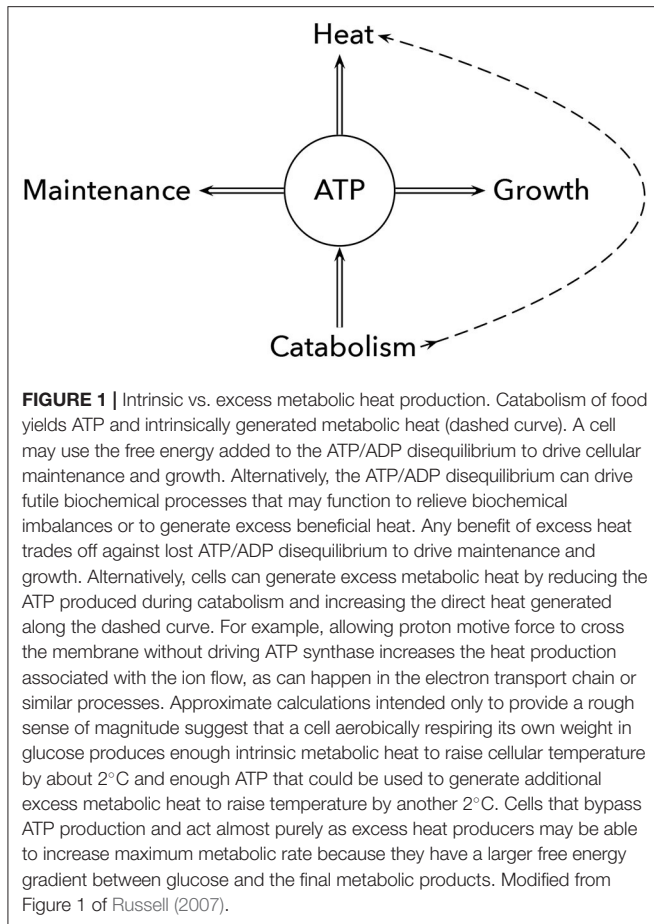 Heat
Maintenance ATP Growth
Catabolism
FIGURE 1 | Intrinsic vs. excess metabolic heat production. Catabolism of food
yields ATP and intrinsically generated metabolic heat (dashed curve). A cell
may use the free energy added to the ATP/ADP disequilibrium to drive cellular
maintenance and growth. Alternatively, the ATP/ADP disequilibrium can drive
futile biochemical processes that may function to relieve biochemical
imbalances or to generate excess beneficial heat. Any benefit of excess heat
trades off against lost ATP/ADP disequilibrium to drive maintenance and
growth. Alternatively, cells can generate excess metabolic heat by reducing the
ATP produced during catabolism and increasing the direct heat generated
along the dashed curve. For example, allowing proton motive force to cross
the membrane without driving ATP synthase increases the heat production
associated with the ion flow, as can happen in the electron transport chain or
similar processes. Approximate calculations intended only to provide a rough
sense of magnitude suggest that a cell aerobically respiring its own weight in
glucose produces enough intrinsic metabolic heat to raise cellular temperature
by about 2°C and enough ATP that could be used to generate additional
excess metabolic heat to raise temperature by another 2°C. Cells that bypass
ATP production and act almost purely as excess heat producers may be able
to increase maximum metabolic rate because they have a larger free energy
gradient between glucose and the final metabolic products. Modified from
Figure 1 of Russell (2007).